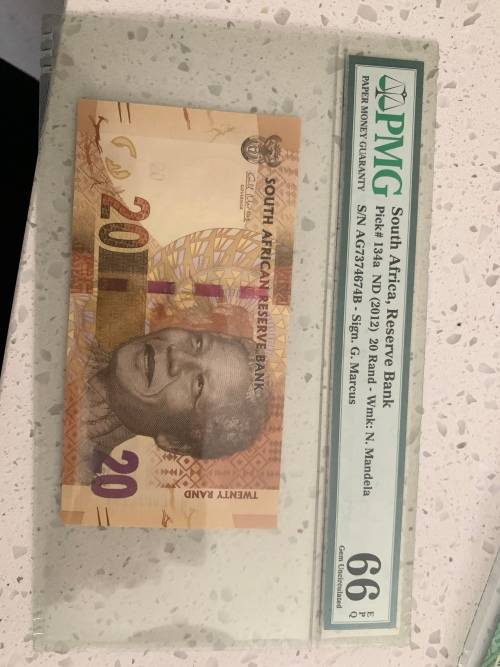 PMG
PAPER MONEY GUARANTY
South Africa, Reserve Bank
Pick# 134a ND (2012) 20 Rand - Wmk: N. Mandela
S/N AG7374674B - Sign. G. Marcus
66
EPQ
Gem Uncirculated
SOUTH AFRICAN RESERVE BANK
GOVERNOR
20
20
TWENTY RAND